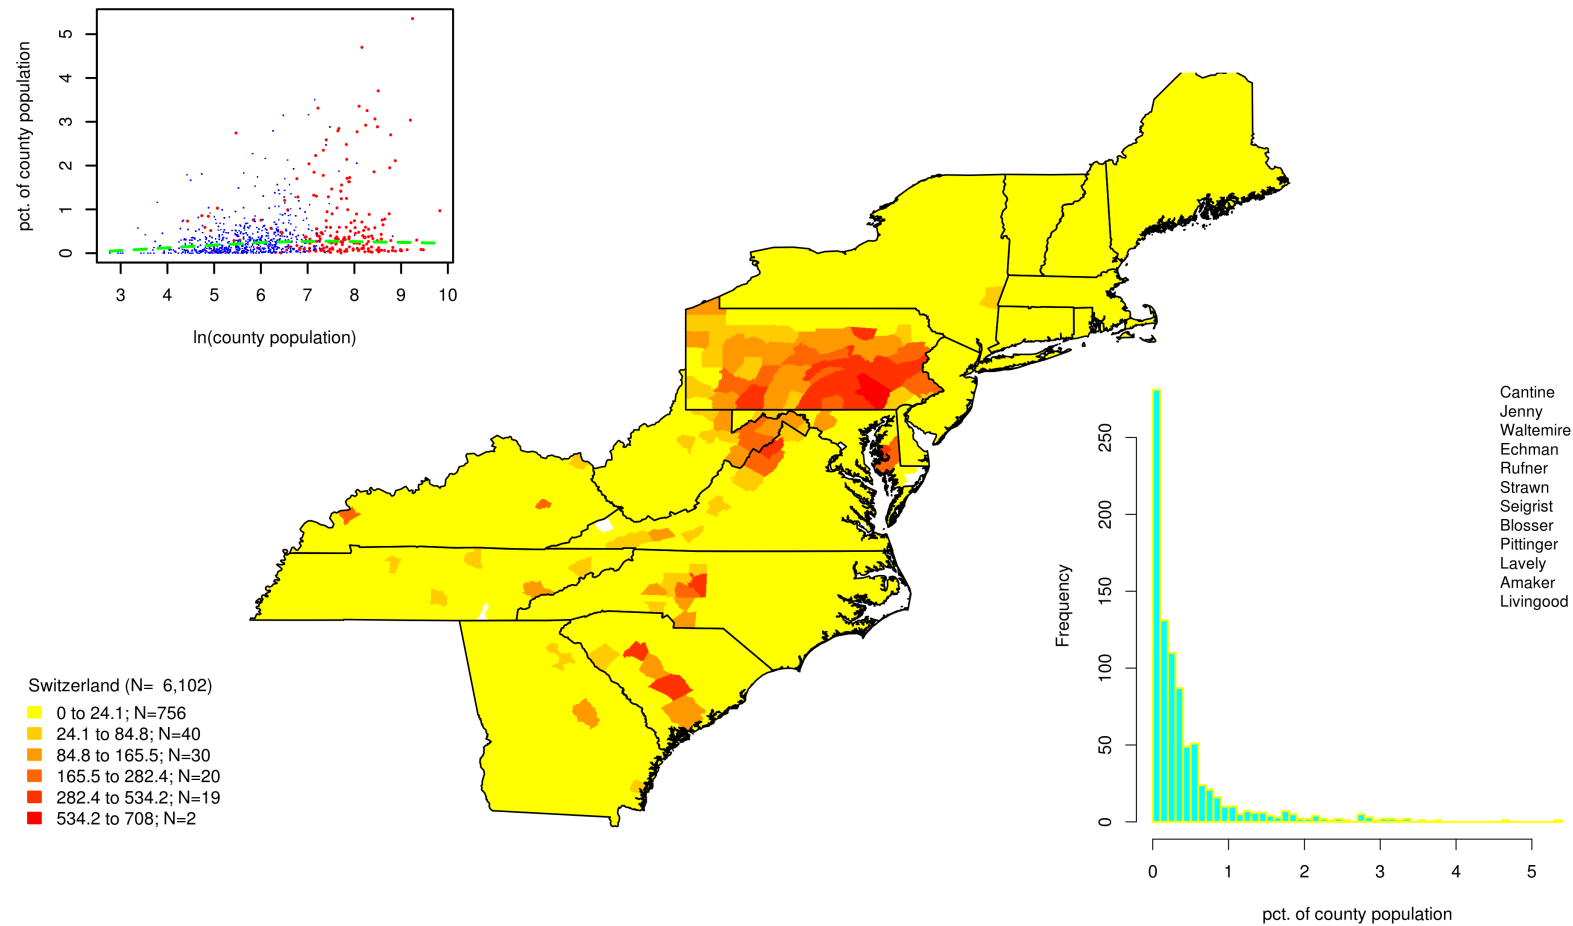 pct. of county population
5
4
3
2
1
0
3 4 5 6 7 8 9 10
ln(county population)
Cantine
Jenny
Waltemire
Echman
Rufner
Strawn
Seigrist
Blosser
Pittinger
Lavely
Amaker
Livingood
Frequency
250
200
150
100
50
0
0 1 2 3 4 5
pct. of county population
Switzerland (N=  6,102)
0 to 24.1; N=756
24.1 to 84.8; N=40
84.8 to 165.5; N=30
165.5 to 282.4; N=20
282.4 to 534.2; N=19
534.2 to 708; N=2